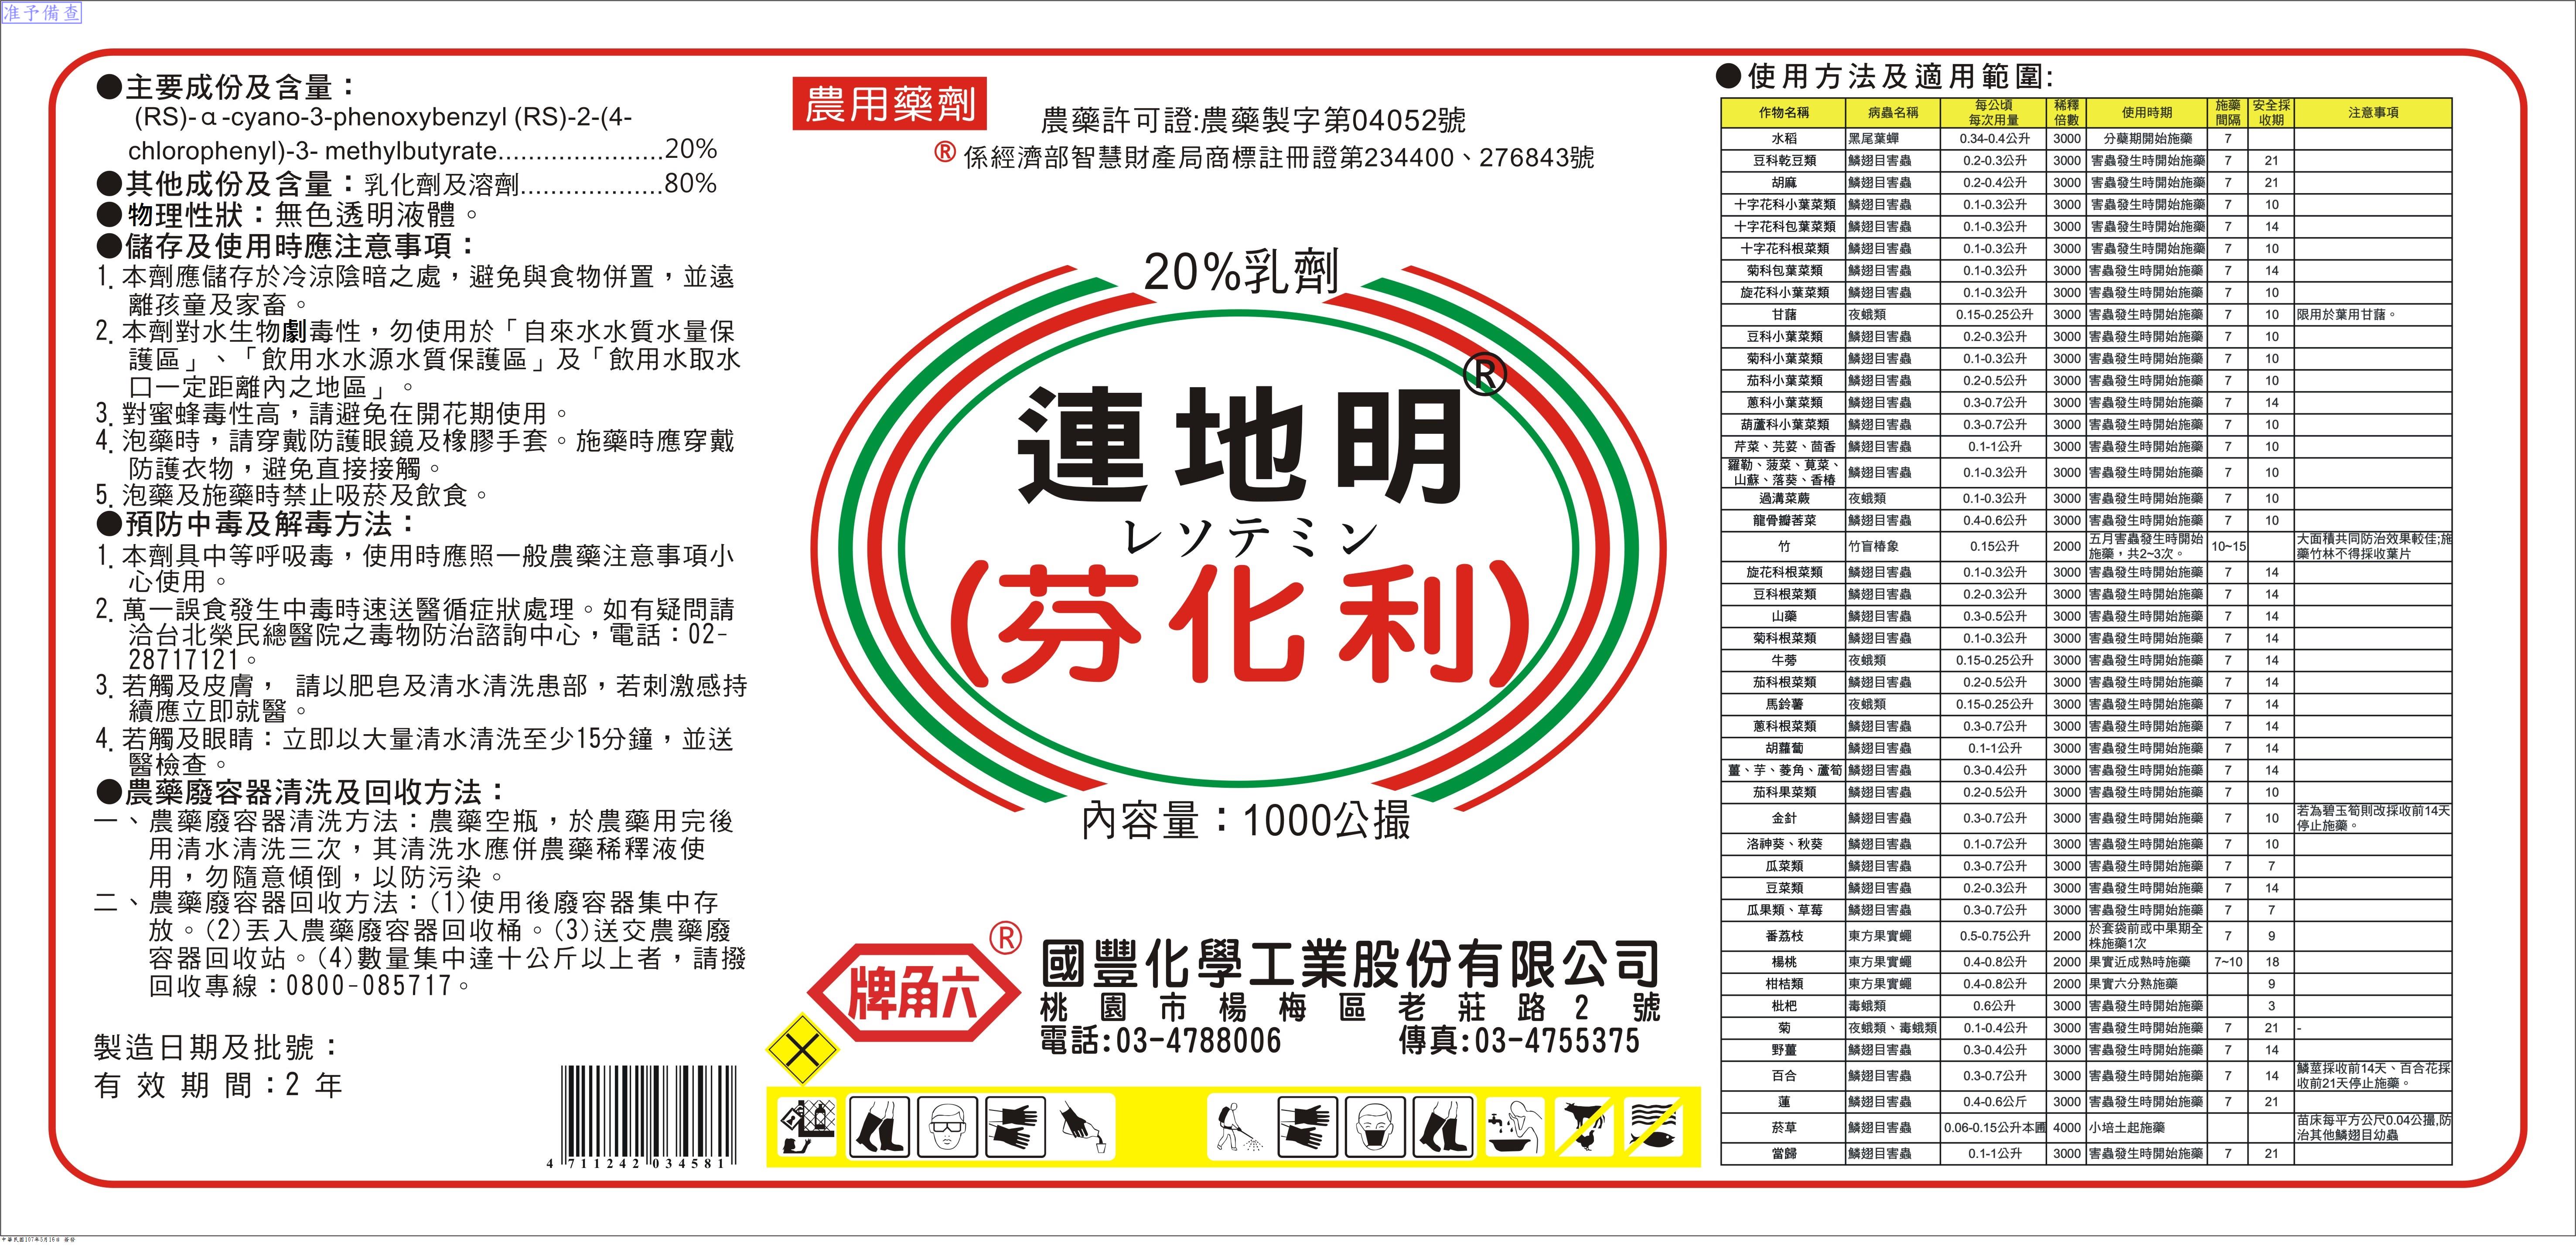 准予備查
●主要成份及含量：
(RS)-α-cyano-3-phenoxybenzyl (RS)-2-(4-
chlorophenyl)-3- methylbutyrate......................20%
●其他成份及含量：乳化劑及溶劑...................80%
●物理性狀：無色透明液體。
●儲存及使用時應注意事項：
1. 本劑應儲存於冷涼陰暗之處，避免與食物併置，並遠
離孩童及家畜。
2. 本劑對水生物劇毒性，勿使用於「自來水水質水量保
護區」、「飲用水水源水質保護區」及「飲用水取水
口一定距離內之地區」。
3. 對蜜蜂毒性高，請避免在開花期使用。
4. 泡藥時，請穿戴防護眼鏡及橡膠手套。施藥時應穿戴
防護衣物，避免直接接觸。
5. 泡藥及施藥時禁止吸菸及飲食。
●預防中毒及解毒方法：
1. 本劑具中等呼吸毒，使用時應照一般農藥注意事項小
心使用。
2. 萬一誤食發生中毒時速送醫循症狀處理。如有疑問請
洽台北榮民總醫院之毒物防治諮詢中心，電話：02-
28717121。
3. 若觸及皮膚， 請以肥皂及清水清洗患部，若刺激感持
續應立即就醫。
4. 若觸及眼睛：立即以大量清水清洗至少15分鐘，並送
醫檢查。
●農藥廢容器清洗及回收方法：
一、農藥廢容器清洗方法：農藥空瓶，於農藥用完後
用清水清洗三次，其清洗水應併農藥稀釋液使
用，勿隨意傾倒，以防污染。
二、農藥廢容器回收方法：(1)使用後廢容器集中存
放。(2)丟入農藥廢容器回收桶。(3)送交農藥廢
容器回收站。(4)數量集中達十公斤以上者，請撥
回收專線：0800-085717。
製造日期及批號：
有效期間：2 年
4 711242 034581
農用藥劑
農藥許可證:農藥製字第04052號
® 係經濟部智慧財產局商標註冊證第234400、276843號
20%乳劑
連地明®
レソテミン
(芬化利)
內容量：1000公撮
牌角六®
國豐化學工業股份有限公司
桃園市楊梅區老莊路2號
電話:03-4788006 傳真:03-4755375
●使用方法及適用範圍:
作物名稱 病蟲名稱 每公頃每次用量 稀釋倍數 使用時期 施藥間隔 安全採收期 注意事項
水稻 黑尾葉蟬 0.34-0.4公升 3000 分蘗期開始施藥 7
豆科乾豆類 鱗翅目害蟲 0.2-0.3公升 3000 害蟲發生時開始施藥 7 21
胡麻 鱗翅目害蟲 0.2-0.4公升 3000 害蟲發生時開始施藥 7 21
十字花科小葉菜類 鱗翅目害蟲 0.1-0.3公升 3000 害蟲發生時開始施藥 7 10
十字花科包葉菜類 鱗翅目害蟲 0.1-0.3公升 3000 害蟲發生時開始施藥 7 14
十字花科根菜類 鱗翅目害蟲 0.1-0.3公升 3000 害蟲發生時開始施藥 7 10
菊科包葉菜類 鱗翅目害蟲 0.1-0.3公升 3000 害蟲發生時開始施藥 7 14
旋花科小葉菜類 鱗翅目害蟲 0.1-0.3公升 3000 害蟲發生時開始施藥 7 10
甘藷 夜蛾類 0.15-0.25公升 3000 害蟲發生時開始施藥 7 10 限用於葉用甘藷。
豆科小葉菜類 鱗翅目害蟲 0.2-0.3公升 3000 害蟲發生時開始施藥 7 10
菊科小葉菜類 鱗翅目害蟲 0.1-0.3公升 3000 害蟲發生時開始施藥 7 10
茄科小葉菜類 鱗翅目害蟲 0.2-0.5公升 3000 害蟲發生時開始施藥 7 10
蔥科小葉菜類 鱗翅目害蟲 0.3-0.7公升 3000 害蟲發生時開始施藥 7 14
葫蘆科小葉菜類 鱗翅目害蟲 0.3-0.7公升 3000 害蟲發生時開始施藥 7 10
芹菜、芫荽、茴香 鱗翅目害蟲 0.1-1公升 3000 害蟲發生時開始施藥 7 10
羅勒、菠菜、莧菜、山蘇、落葵、香椿 鱗翅目害蟲 0.1-0.3公升 3000 害蟲發生時開始施藥 7 10
過溝菜蕨 夜蛾類 0.1-0.3公升 3000 害蟲發生時開始施藥 7 10
龍骨瓣莕菜 鱗翅目害蟲 0.4-0.6公升 3000 害蟲發生時開始施藥 7 10
竹 竹盲椿象 0.15公升 2000 五月害蟲發生時開始施藥，共2~3次。 10~15 大面積共同防治效果較佳;施藥竹林不得採收葉片
旋花科根菜類 鱗翅目害蟲 0.1-0.3公升 3000 害蟲發生時開始施藥 7 14
豆科根菜類 鱗翅目害蟲 0.2-0.3公升 3000 害蟲發生時開始施藥 7 14
山藥 鱗翅目害蟲 0.3-0.5公升 3000 害蟲發生時開始施藥 7 14
菊科根菜類 鱗翅目害蟲 0.1-0.3公升 3000 害蟲發生時開始施藥 7 14
牛蒡 夜蛾類 0.15-0.25公升 3000 害蟲發生時開始施藥 7 14
茄科根菜類 鱗翅目害蟲 0.2-0.5公升 3000 害蟲發生時開始施藥 7 14
馬鈴薯 夜蛾類 0.15-0.25公升 3000 害蟲發生時開始施藥 7 14
蔥科根菜類 鱗翅目害蟲 0.3-0.7公升 3000 害蟲發生時開始施藥 7 14
胡蘿蔔 鱗翅目害蟲 0.1-1公升 3000 害蟲發生時開始施藥 7 14
薑、芋、菱角、蘆筍 鱗翅目害蟲 0.3-0.4公升 3000 害蟲發生時開始施藥 7 14
茄科果菜類 鱗翅目害蟲 0.2-0.5公升 3000 害蟲發生時開始施藥 7 10
金針 鱗翅目害蟲 0.3-0.7公升 3000 害蟲發生時開始施藥 7 10 若為碧玉筍則改採收前14天停止施藥。
洛神葵、秋葵 鱗翅目害蟲 0.1-0.7公升 3000 害蟲發生時開始施藥 7 10
瓜菜類 鱗翅目害蟲 0.3-0.7公升 3000 害蟲發生時開始施藥 7 7
豆菜類 鱗翅目害蟲 0.2-0.3公升 3000 害蟲發生時開始施藥 7 14
瓜果類、草莓 鱗翅目害蟲 0.3-0.7公升 3000 害蟲發生時開始施藥 7 7
番荔枝 東方果實蠅 0.5-0.75公升 2000 於套袋前或中果期全株施藥1次 7 9
楊桃 東方果實蠅 0.4-0.8公升 2000 果實近成熟時施藥 7~10 18
柑桔類 東方果實蠅 0.4-0.8公升 2000 果實六分熟施藥 9
枇杷 毒蛾類 0.6公升 3000 害蟲發生時開始施藥 3
菊 夜蛾類、毒蛾類 0.1-0.4公升 3000 害蟲發生時開始施藥 7 21 -
野薑 鱗翅目害蟲 0.3-0.4公升 3000 害蟲發生時開始施藥 7 14
百合 鱗翅目害蟲 0.3-0.7公升 3000 害蟲發生時開始施藥 7 14 鱗莖採收前14天、百合花採收前21天停止施藥。
蓮 鱗翅目害蟲 0.4-0.6公斤 3000 害蟲發生時開始施藥 7 21
菸草 鱗翅目害蟲 0.06-0.15公升本圃 4000 小培土起施藥 苗床每平方公尺0.04公撮,防治其他鱗翅目幼蟲
當歸 鱗翅目害蟲 0.1-1公升 3000 害蟲發生時開始施藥 7 21
中華民國107年5月16日 簽發